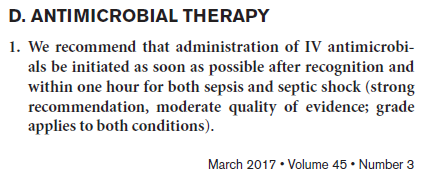 D. ANTIMICROBIAL THERAPY
1. We recommend that administration of IV antimicrobi-
als be initiated as soon as possible after recognition and
within one hour for both sepsis and septic shock (strong
recommendation, moderate quality of evidence; grade
applies to both conditions).
March 2017 • Volume 45 • Number 3